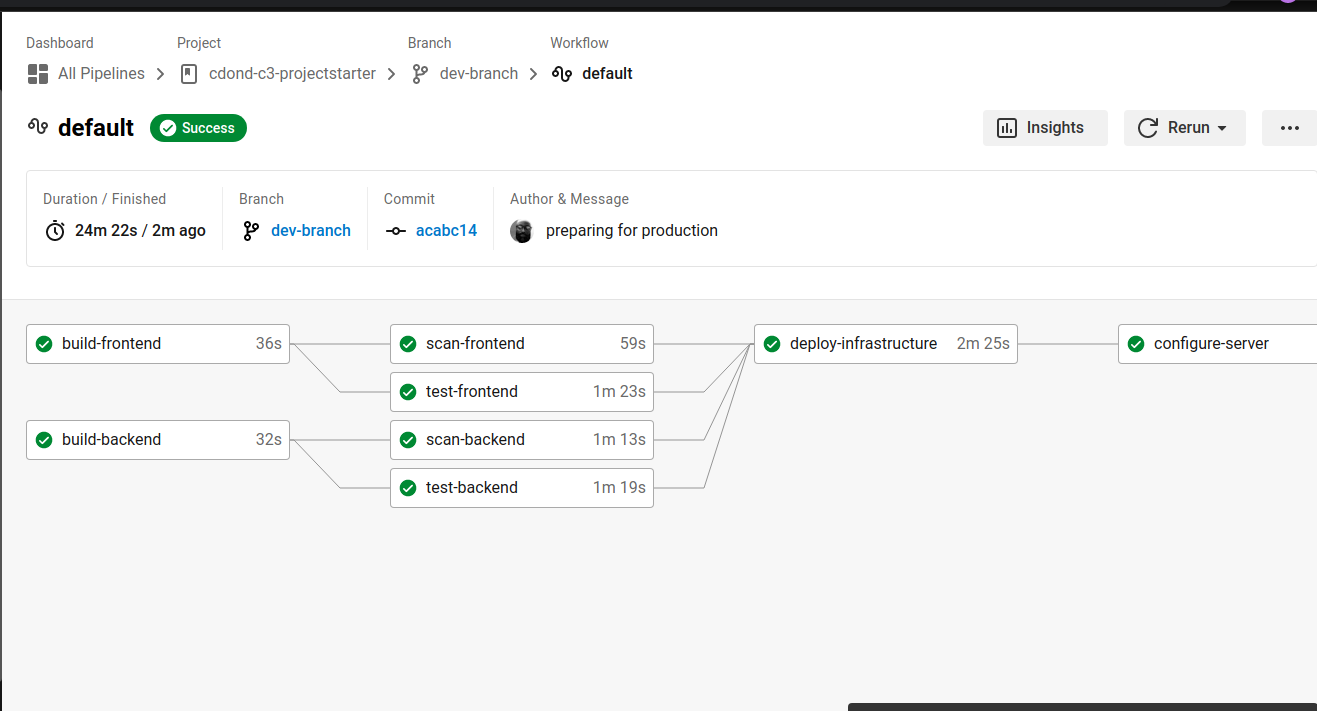 Dashboard Project Branch Workflow
All Pipelines cdond-c3-projectstarter dev-branch default
default Success Insights Rerun
Duration / Finished Branch Commit Author & Message
24m 22s / 2m ago dev-branch acabc14 preparing for production
build-frontend 36s scan-frontend 59s deploy-infrastructure 2m 25s configure-server
test-frontend 1m 23s
build-backend 32s scan-backend 1m 13s
test-backend 1m 19s